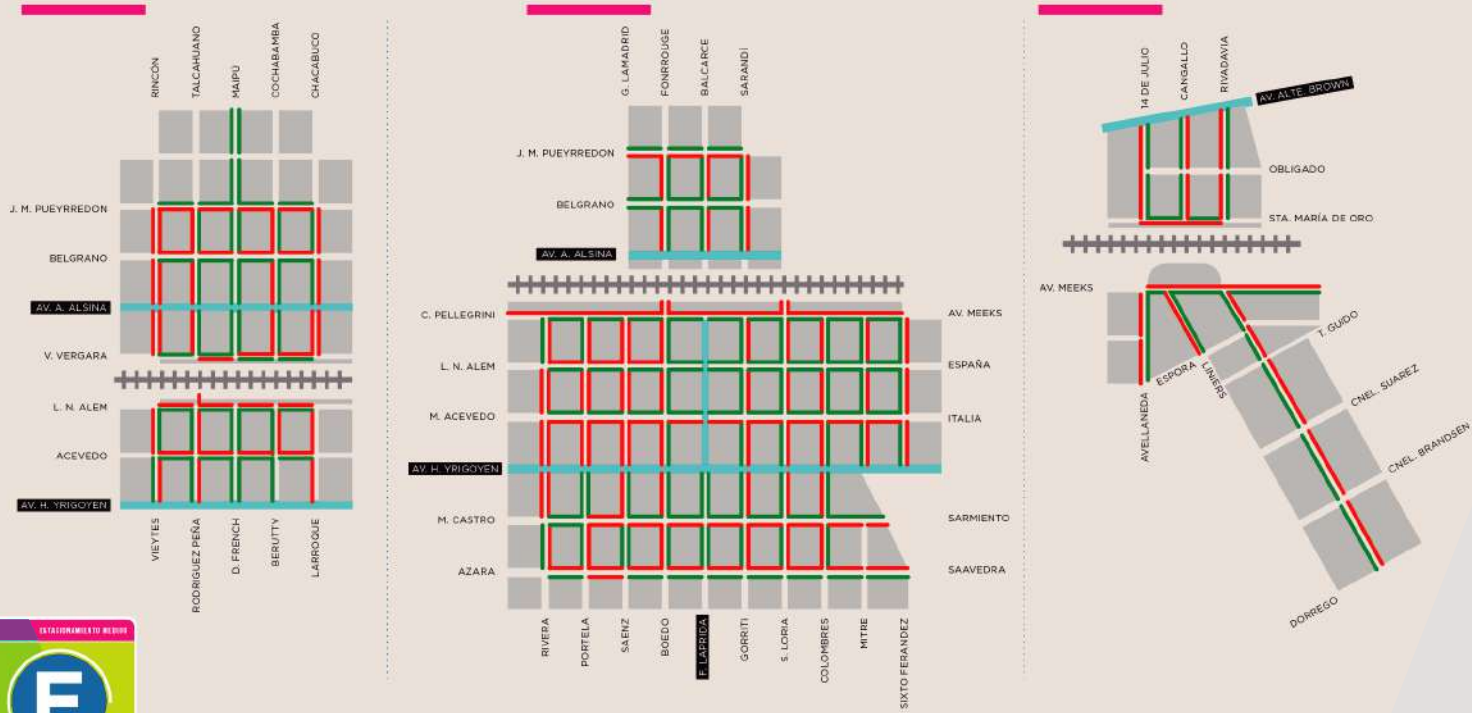 RINCÓN
TALCAHUANO
MAIPÚ
COCHABAMBA
CHACABUCO
J. M. PUEYRREDON
BELGRANO
AV. A. ALSINA
V. VERGARA
L. N. ALEM
ACEVEDO
AV. H. YRIGOYEN
VIEYTES
RODRIGUEZ PEÑA
D. FRENCH
BERUTTY
LARROQUE
ESTACIONAMIENTO MEDIDO
E
G. LAMADRID
FONRROUGE
BALCARCE
SARANDÍ
J. M. PUEYRREDON
BELGRANO
AV. A. ALSINA
C. PELLEGRINI
AV. MEEKS
L. N. ALEM
ESPAÑA
M. ACEVEDO
ITALIA
AV. H. YRIGOYEN
M. CASTRO
SARMIENTO
AZARA
SAAVEDRA
RIVERA
PORTELA
SAENZ
BOEDO
F. LAPRIDA
GORRITI
S. LORIA
COLOMBRES
MITRE
SIXTO FERANDEZ
14 DE JULIO
CANGALLO
RIVADAVIA
AV. ALTE. BROWN
OBLIGADO
STA. MARÍA DE ORO
AV. MEEKS
T. GUIDO
ESPORA
LINIERS
CNEL. SUAREZ
AVELLANEDA
CNEL. BRANDSEN
DORREGO